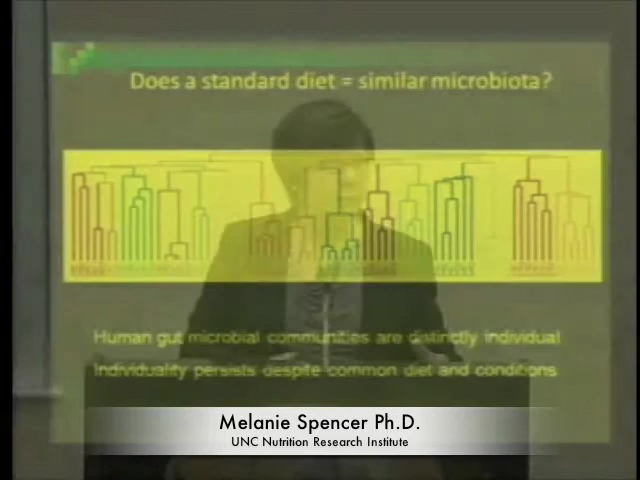 Does a standard diet = similar microbiota?
Human gut microbial communities are distinctly individual
Individuality persists despite common diet and conditions
Melanie Spencer Ph.D.
UNC Nutrition Research Institute